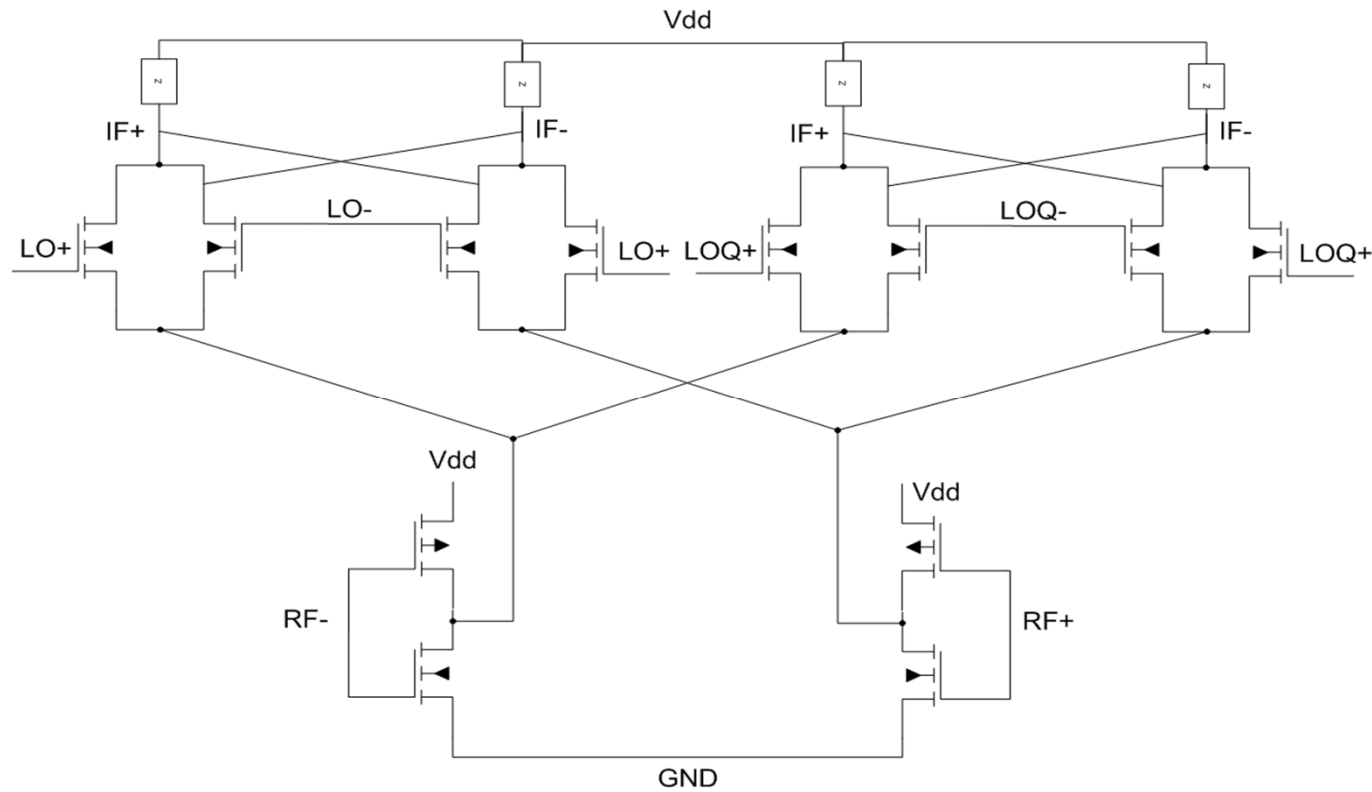 Vdd
z
z
z
z
IF+
IF-
IF+
IF-
LO-
LOQ-
LO+
LO+
LOQ+
LOQ+
Vdd
Vdd
RF-
RF+
GND